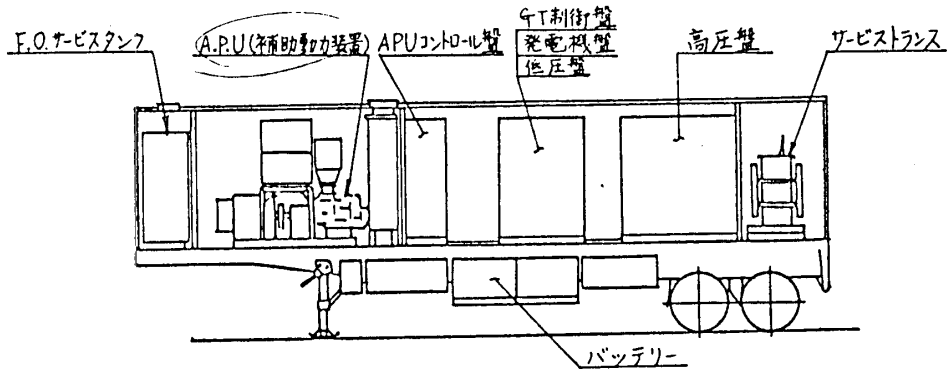 F.O.サービスタンク
A.P.U(補助動力装置)
APUコントロール盤
GT制御盤
発電機盤
低圧盤
高圧盤
サービストランス
バッテリー